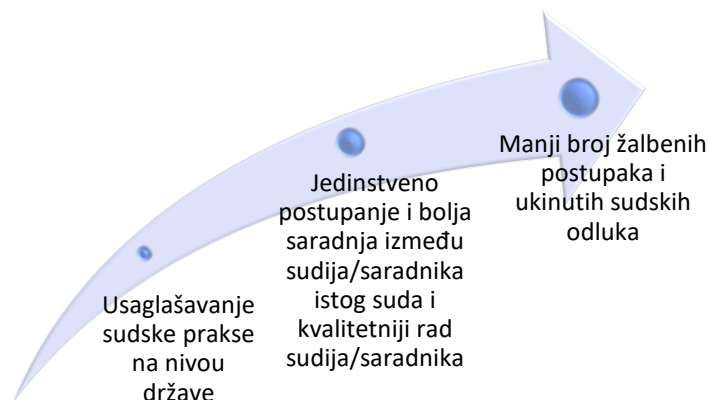 Usaglašavanje
sudske prakse
na nivou
države
Jedinstveno
postupanje i bolja
saradnja između
sudija/saradnika
istog suda i
kvalitetniji rad
sudija/saradnika
Manji broj žalbenih
postupaka i
ukinutih sudskih
odluka